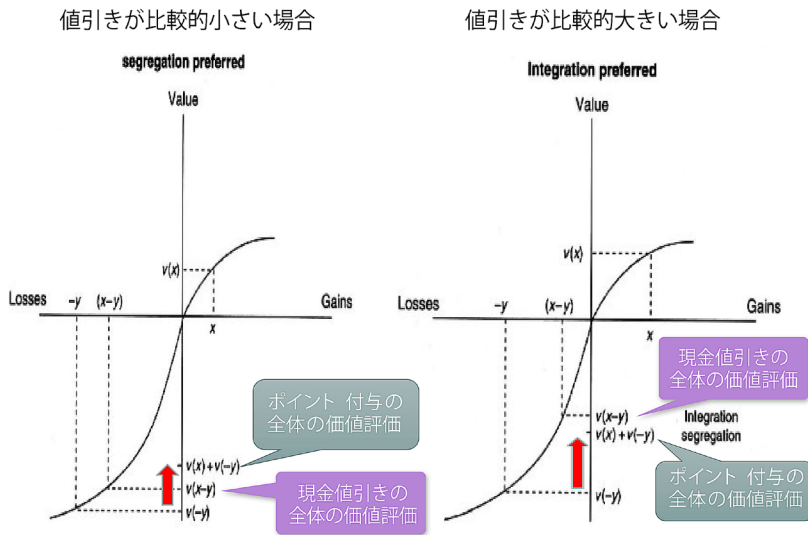 値引きが比較的小さい場合
segregation preferred
Value
v(x)
Losses
−y
(x−y)
Gains
x
ポイント 付与の
全体の価値評価
v(x)+v(−y)
v(x−y)
v(−y)
現金値引きの
全体の価値評価
値引きが比較的大きい場合
Integration preferred
Value
v(x)
Losses
−y
(x−y)
Gains
x
現金値引きの
全体の価値評価
v(x−y)
Integration
v(x) + v(−y)
segregation
v(−y)
ポイント 付与の
全体の価値評価